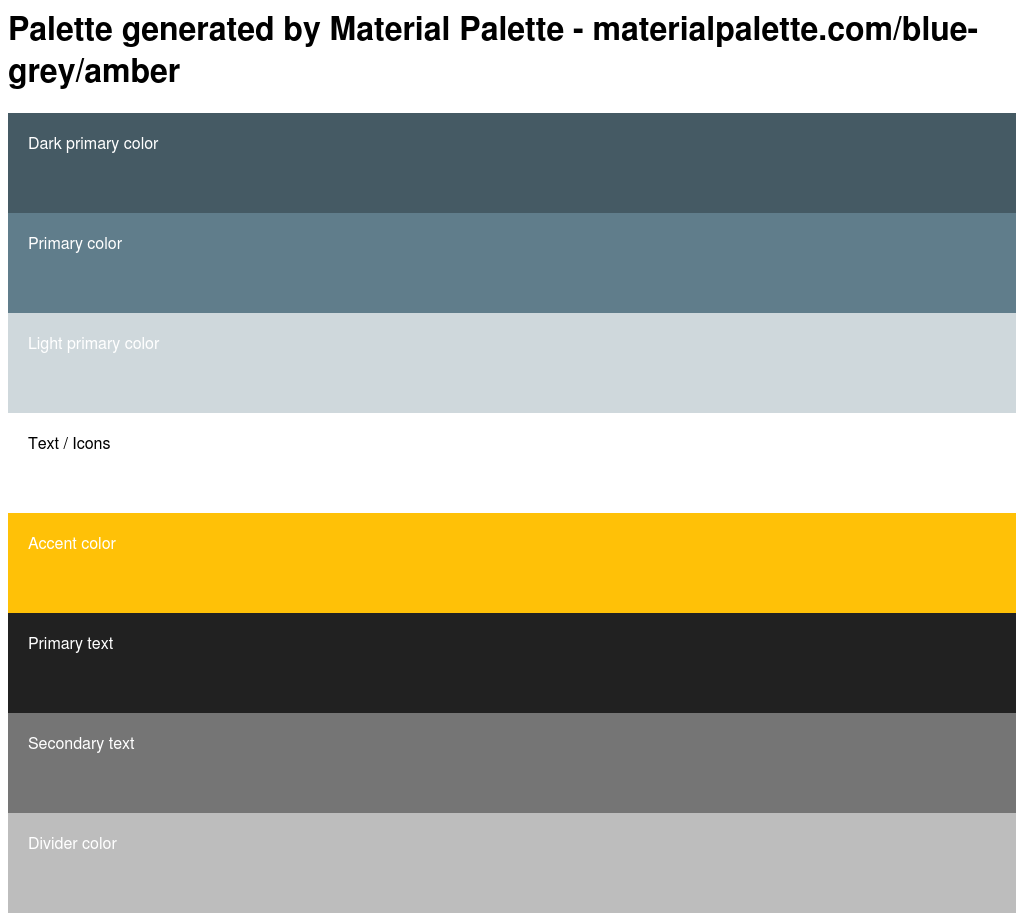 Palette generated by Material Palette - materialpalette.com/blue-
grey/amber
Dark primary color
Primary color
Light primary color
Text / Icons
Accent color
Primary text
Secondary text
Divider color